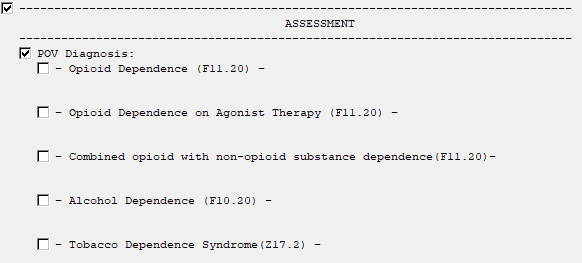 --------------------------------------------------------------------------------
ASSESSMENT
--------------------------------------------------------------------------------
POV Diagnosis:
- Opioid Dependence (F11.20) -
- Opioid Dependence on Agonist Therapy (F11.20) -
- Combined opioid with non-opioid substance dependence(F11.20)-
- Alcohol Dependence (F10.20) -
- Tobacco Dependence Syndrome(Z17.2) -